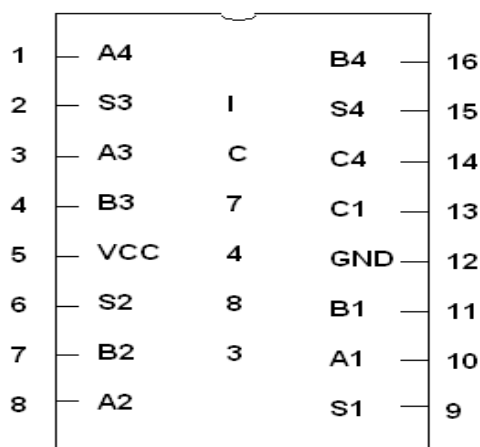 1 A4 B4 16
2 S3 I S4 15
3 A3 C C4 14
4 B3 7 C1 13
5 VCC 4 GND 12
6 S2 8 B1 11
7 B2 3 A1 10
8 A2 S1 9